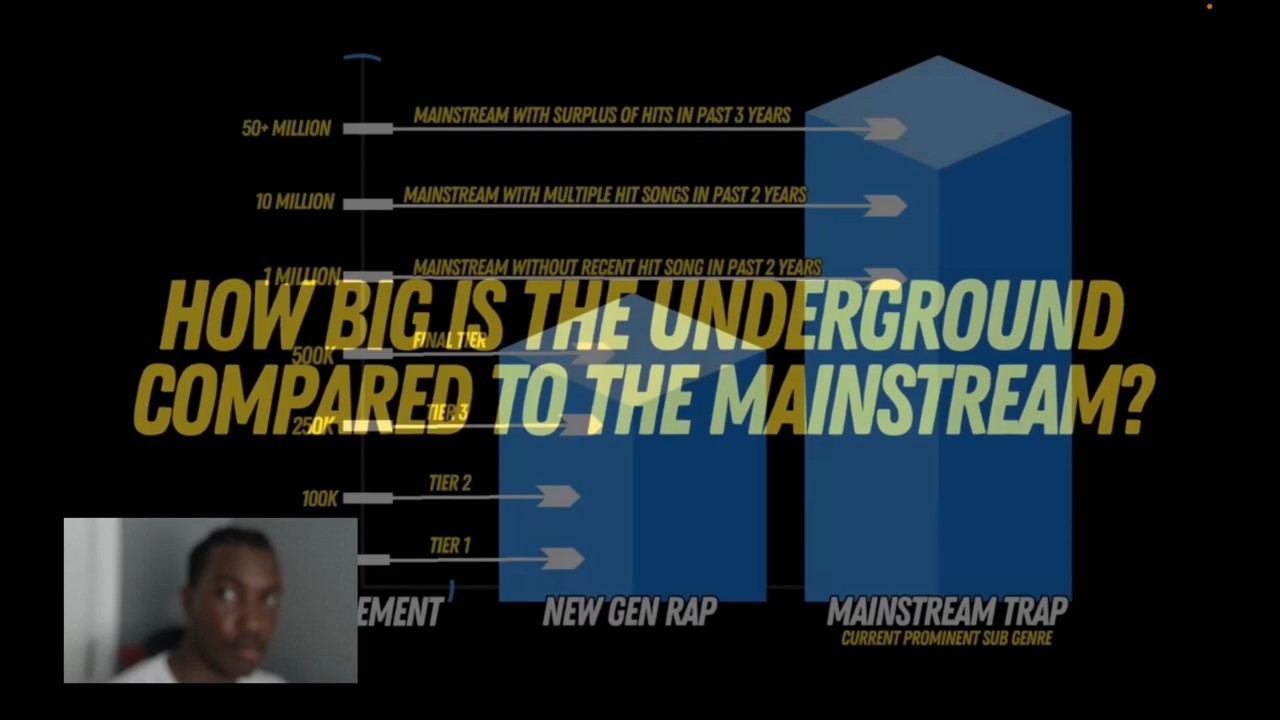 50+ MILLION
MAINSTREAM WITH SURPLUS OF HITS IN PAST 3 YEARS
10 MILLION
MAINSTREAM WITH MULTIPLE HIT SONGS IN PAST 2 YEARS
1 MILLION
MAINSTREAM WITHOUT RECENT HIT SONG IN PAST 2 YEARS
HOW BIG IS THE UNDERGROUND
COMPARED TO THE MAINSTREAM?
500K
FINAL TIER
250K
TIER 3
100K
TIER 2
TIER 1
EMENT
NEW GEN RAP
MAINSTREAM TRAP
CURRENT PROMINENT SUB GENRE